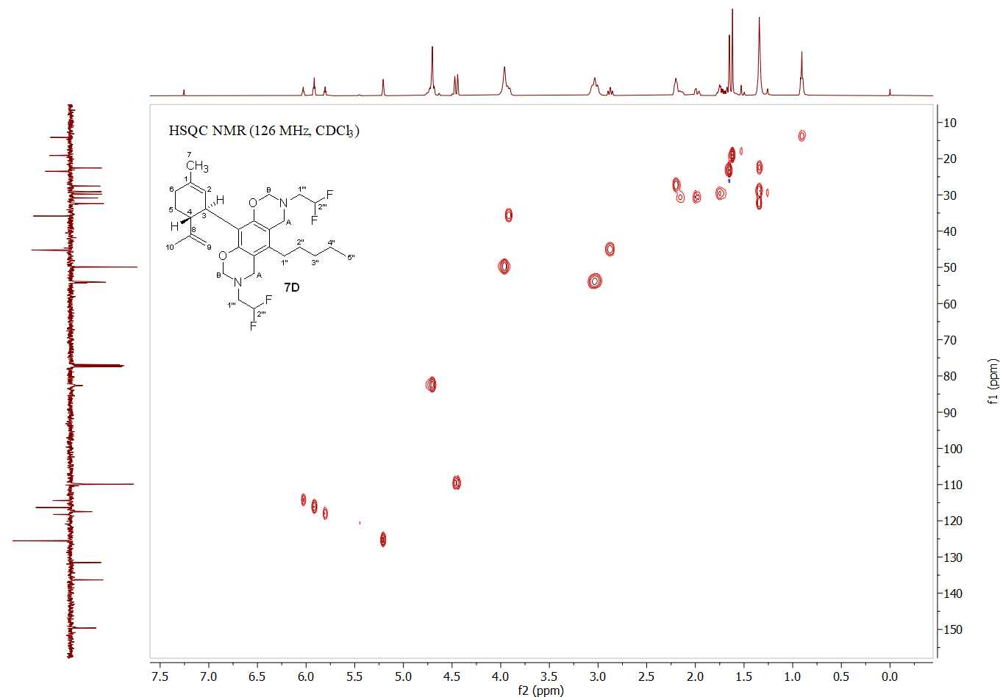 HSQC NMR (126 MHz, CDCl3)
7
CH3
1
6
2
B
1'''
F
H
O
N
2'''
5
3
4
F
A
H
8
2''
4''
10
9
O
1''
3''
5''
B
A
N
7D
1'''
F
2'''
F
10
20
30
40
50
60
70
80
90
100
110
120
130
140
150
f1 (ppm)
7.5 7.0 6.5 6.0 5.5 5.0 4.5 4.0 3.5 3.0 2.5 2.0 1.5 1.0 0.5 0.0
f2 (ppm)